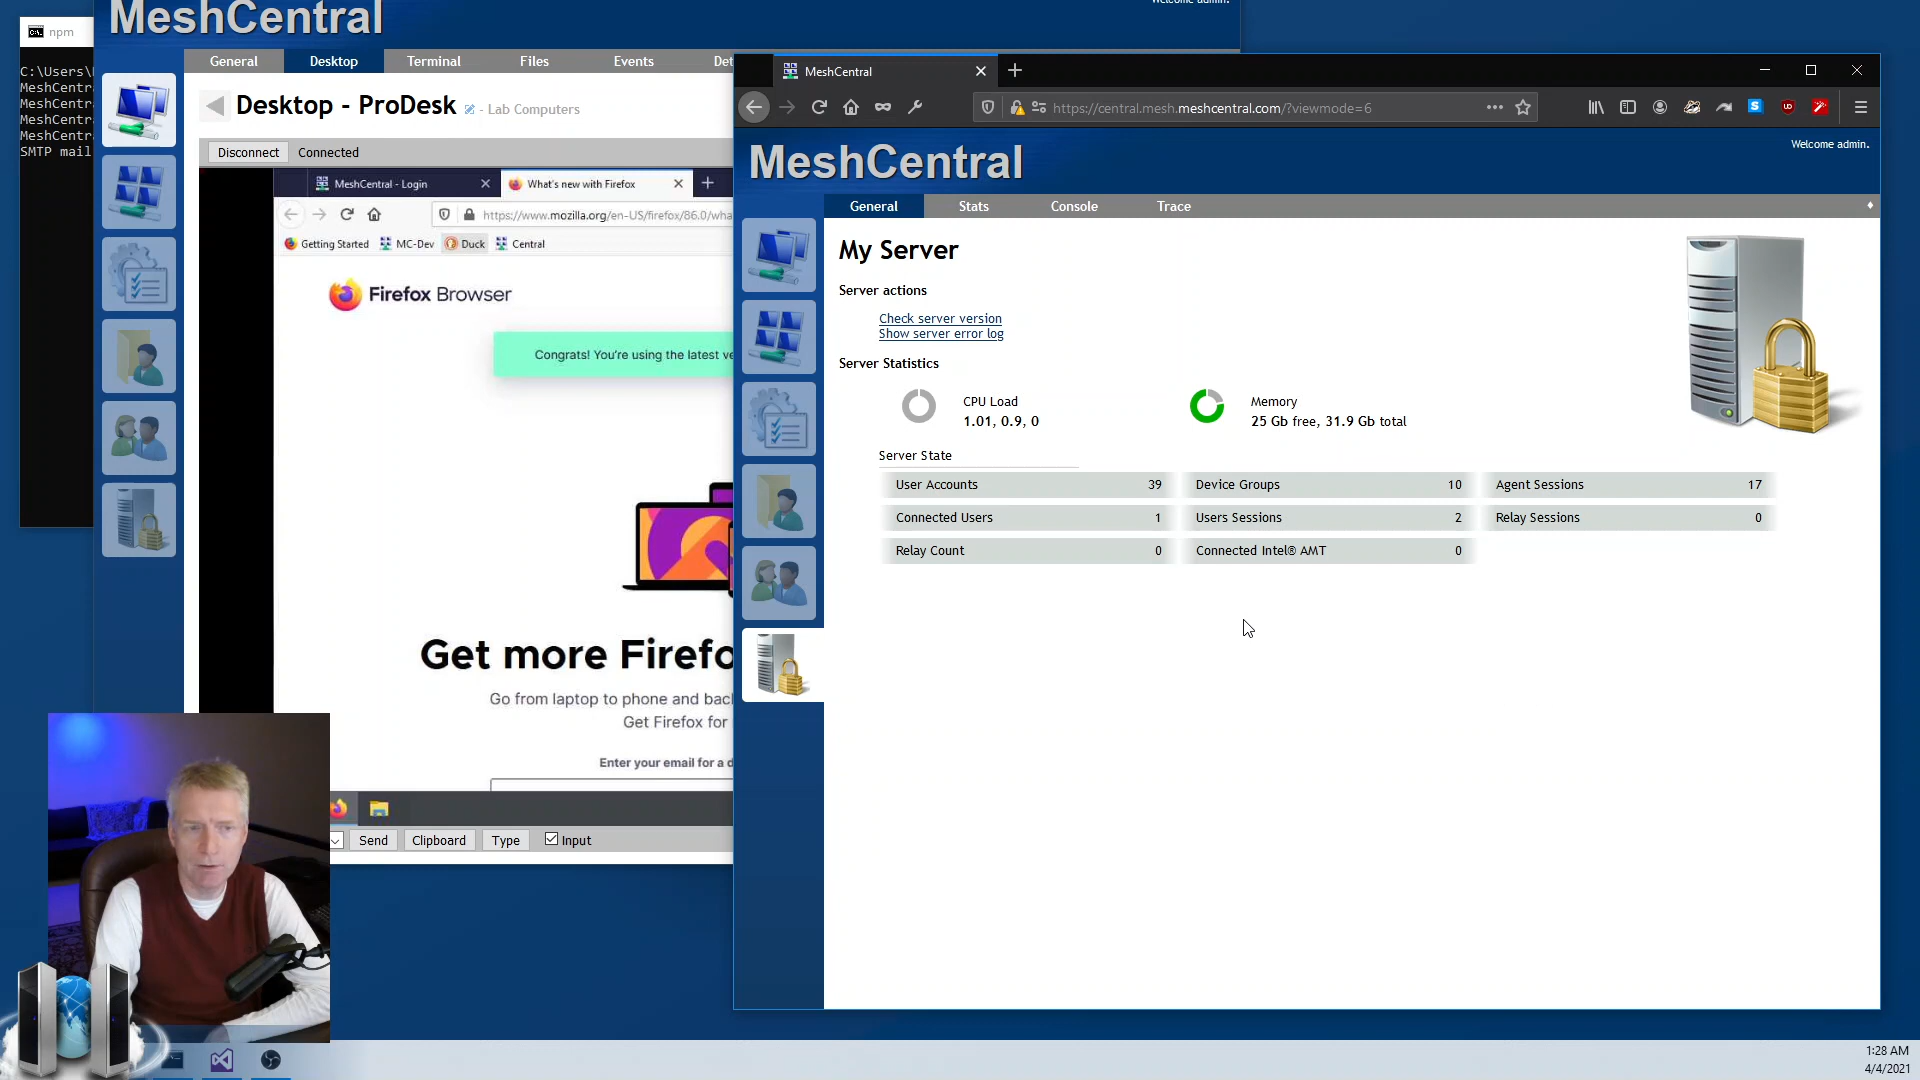 npm
C:\Users\
MeshCentr
MeshCentr
MeshCentr
MeshCentr
SMTP mail
MeshCentral
Welcome admin.
General
Desktop
Terminal
Files
Events
Det
Desktop - ProDesk
- Lab Computers
Disconnect
Connected
MeshCentral - Login
What's new with Firefox
https://www.mozilla.org/en-US/firefox/86.0/wha
Getting Started
MC-Dev
Duck
Central
Firefox Browser
Congrats! You're using the latest ve
Get more Firefo
Go from laptop to phone and back
Get Firefox for
Enter your email for a d
Send
Clipboard
Type
Input
MeshCentral
https://central.mesh.meshcentral.com/?viewmode=6
MeshCentral
Welcome admin.
General
Stats
Console
Trace
My Server
Server actions
Check server version
Show server error log
Server Statistics
CPU Load
1.01, 0.9, 0
Memory
25 Gb free, 31.9 Gb total
Server State
User Accounts 39
Device Groups 10
Agent Sessions 17
Connected Users 1
Users Sessions 2
Relay Sessions 0
Relay Count 0
Connected Intel® AMT 0
1:28 AM
4/4/2021